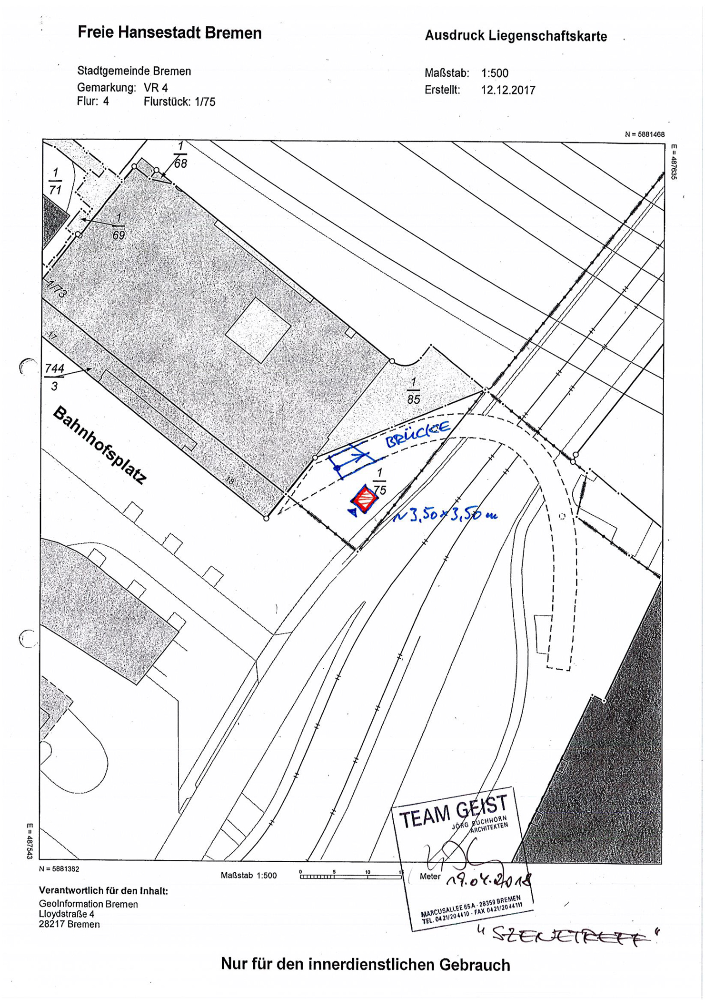 Freie Hansestadt Bremen
Ausdruck Liegenschaftskarte
Stadtgemeinde Bremen
Gemarkung: VR 4
Flur: 4 Flurstück: 1/75
Maßstab: 1:500
Erstellt: 12.12.2017
N = 5881468
E = 487635
1
68
1
71
1
69
1/73
17
744
3
1
85
BRÜCKE
Bahnhofsplatz
18
1
75
~ 3,50 x 3,50 m
E = 487543
N = 5881362
Maßstab 1:500
0 5 10 15
Meter
TEAM GEIST
JÖRG BUCHHORN
ARCHITEKTEN
19.04.2018
MARCUSALLEE 65A · 28359 BREMEN
TEL. 0421/204410 · FAX 0421/2044111
Verantwortlich für den Inhalt:
GeoInformation Bremen
Lloydstraße 4
28217 Bremen
"SZENETREFF"
Nur für den innerdienstlichen Gebrauch